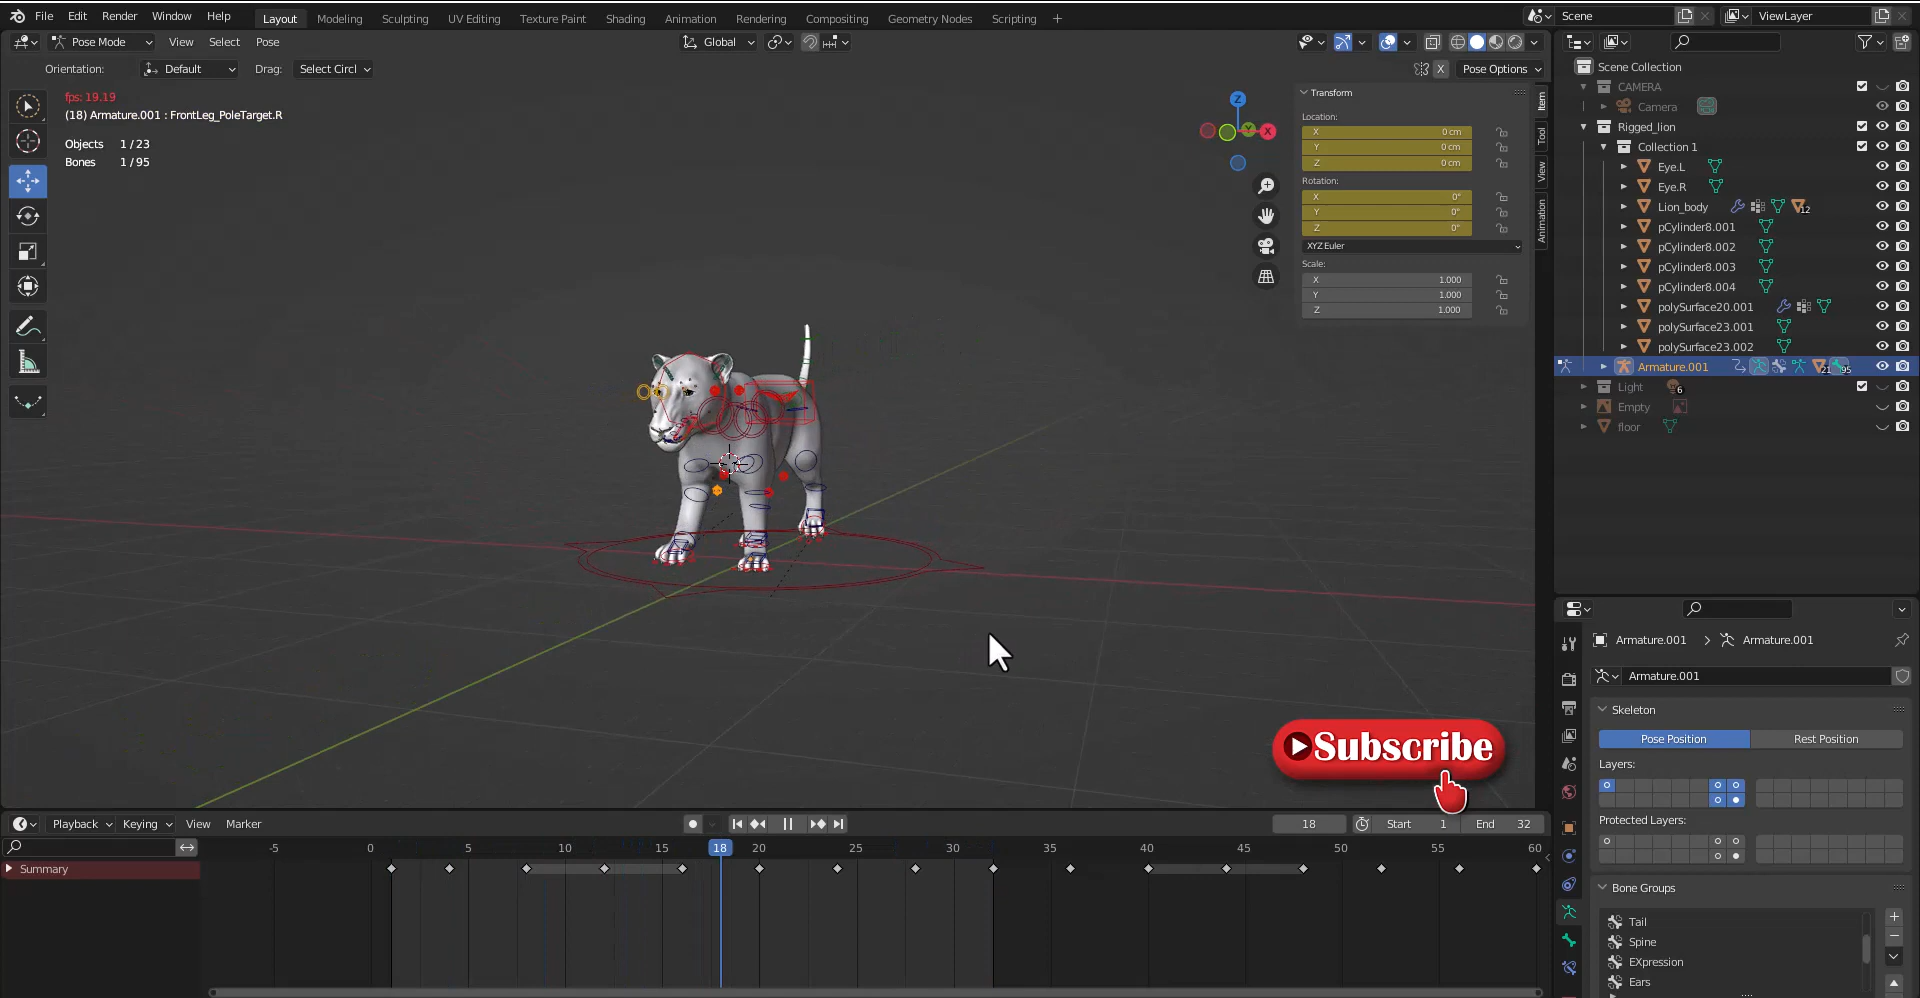 File Edit Render Window Help Layout Modeling Sculpting UV Editing Texture Paint Shading Animation Rendering Compositing Geometry Nodes Scripting + Scene ViewLayer
Pose Mode View Select Pose Global
Orientation: Default Drag: Select Circl X Pose Options
fps: 19.19
(18) Armature.001 : FrontLeg_PoleTarget.R
Objects 1 / 23
Bones 1 / 95
Z
Y
X
Transform
Location:
X 0 cm
Y 0 cm
Z 0 cm
Rotation:
X 0°
Y 0°
Z 0°
XYZ Euler
Scale:
X 1.000
Y 1.000
Z 1.000
Item
Tool
View
Animation
Scene Collection
CAMERA
Camera
Rigged_lion
Collection 1
Eye.L
Eye.R
Lion_body 12
pCylinder8.001
pCylinder8.002
pCylinder8.003
pCylinder8.004
polySurface20.001
polySurface23.001
polySurface23.002
Armature.001 21 95
Light 6
Empty
floor
Armature.001 > Armature.001
Armature.001
Skeleton
Pose Position Rest Position
Layers:
Protected Layers:
Bone Groups
Tail
Spine
EXpression
Ears
Subscribe
Playback Keying View Marker 18 Start 1 End 32
-5 0 5 10 15 18 20 25 30 35 40 45 50 55 60
Summary